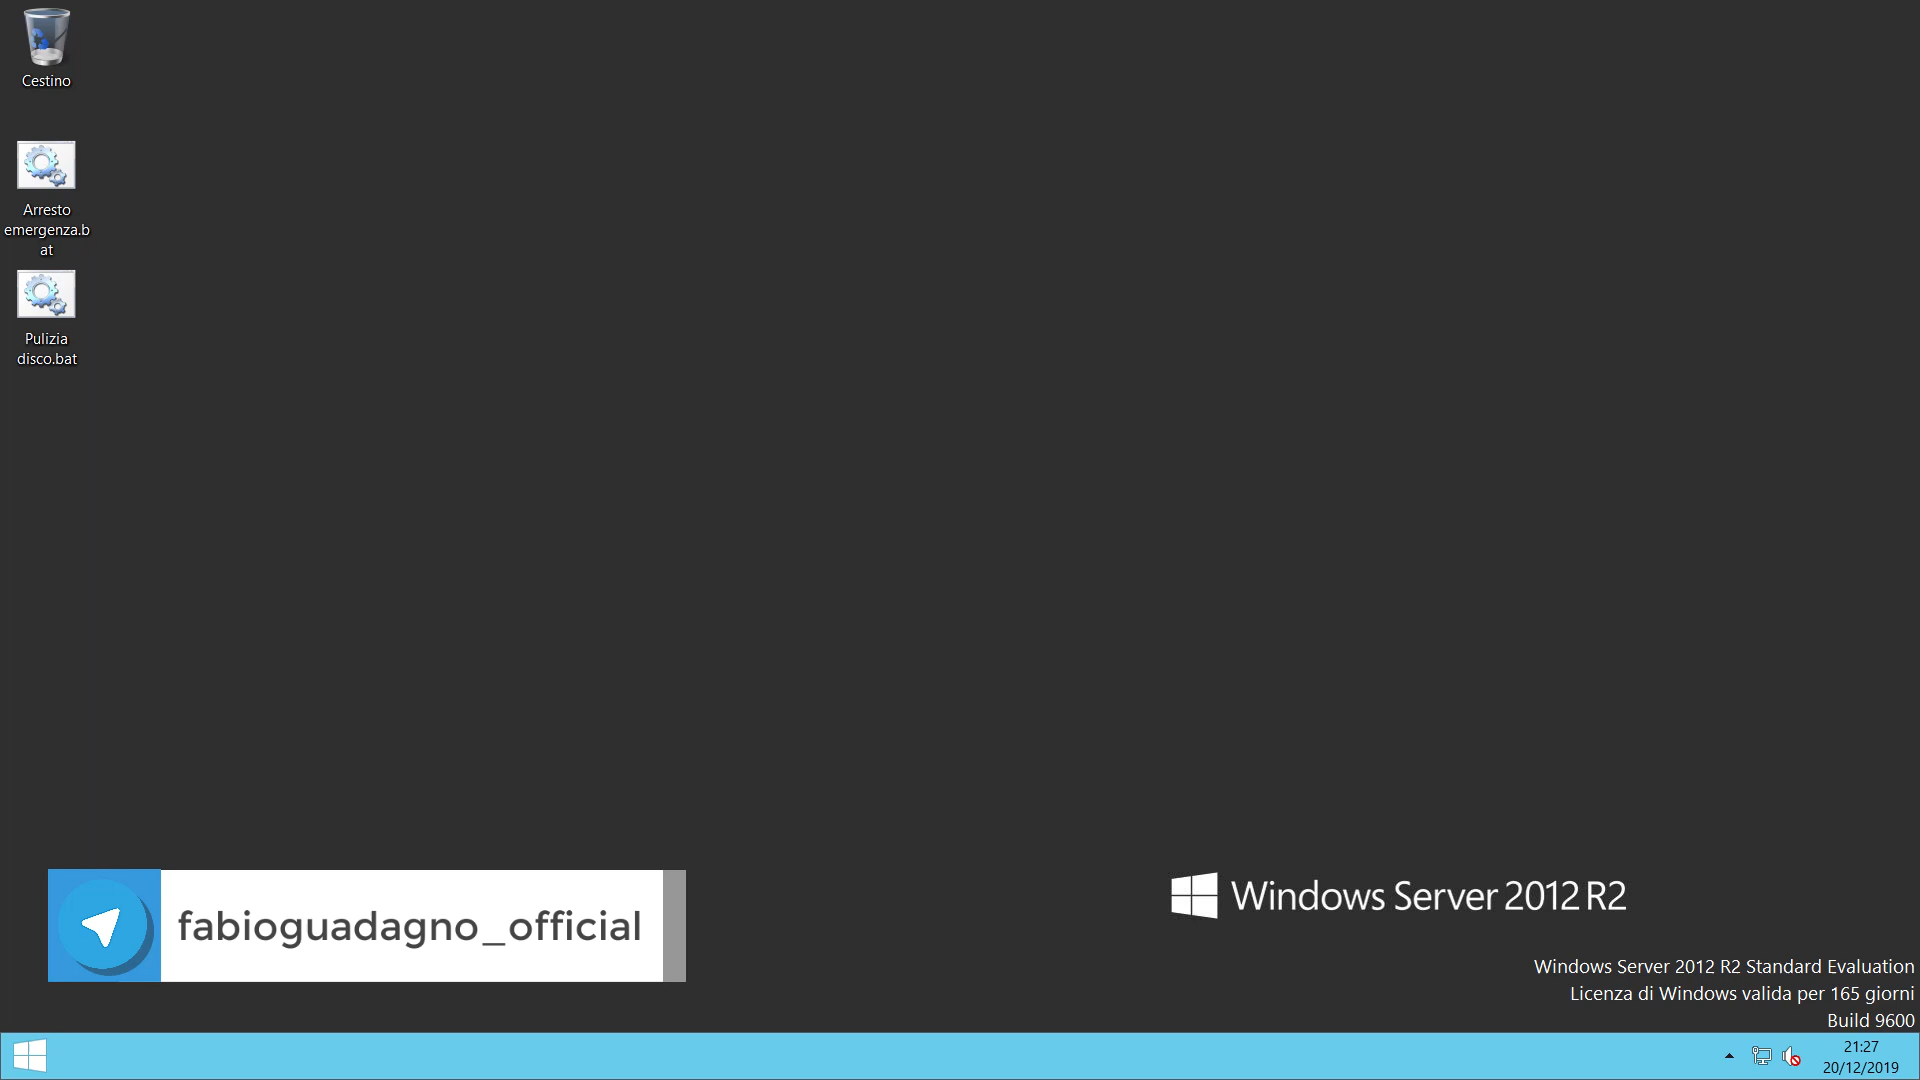 Cestino
Arresto
emergenza.b
at
Pulizia
disco.bat
fabioguadagno_official
Windows Server 2012 R2
Windows Server 2012 R2 Standard Evaluation
Licenza di Windows valida per 165 giorni
Build 9600
21:27
20/12/2019